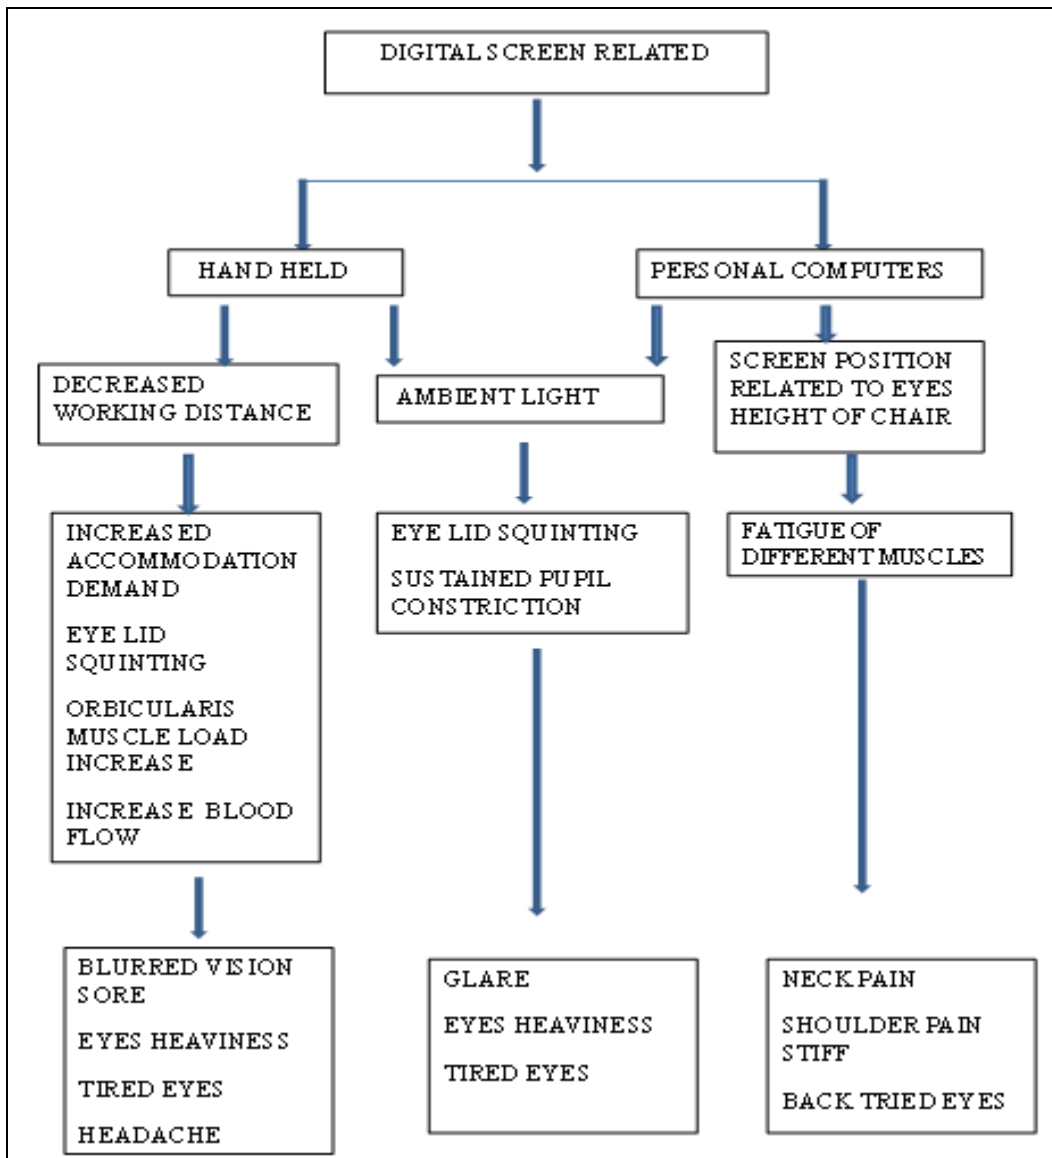 DIGITAL SCREEN RELATED
HAND HELD
PERSONAL COMPUTERS
DECREASED
WORKING DISTANCE
AMBIENT LIGHT
SCREEN POSITION
RELATED TO EYES
HEIGHT OF CHAIR
INCREASED
ACCOMMODATION
DEMAND
EYE LID
SQUINTING
ORBICULARIS
MUSCLE LOAD
INCREASE
INCREASE BLOOD
FLOW
EYE LID SQUINTING
SUSTAINED PUPIL
CONSTRICTION
FATIGUE OF
DIFFERENT MUSCLES
BLURRED VISION
SORE
EYES HEAVINESS
TIRED EYES
HEADACHE
GLARE
EYES HEAVINESS
TIRED EYES
NECK PAIN
SHOULDER PAIN
STIFF
BACK TRIED EYES